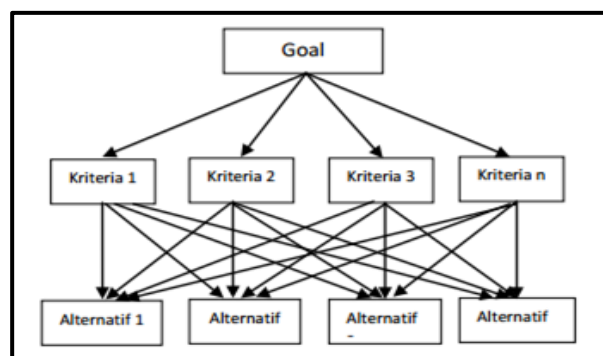 Goal
Kriteria 1
Kriteria 2
Kriteria 3
Kriteria n
Alternatif 1
Alternatif
Alternatif
Alternatif